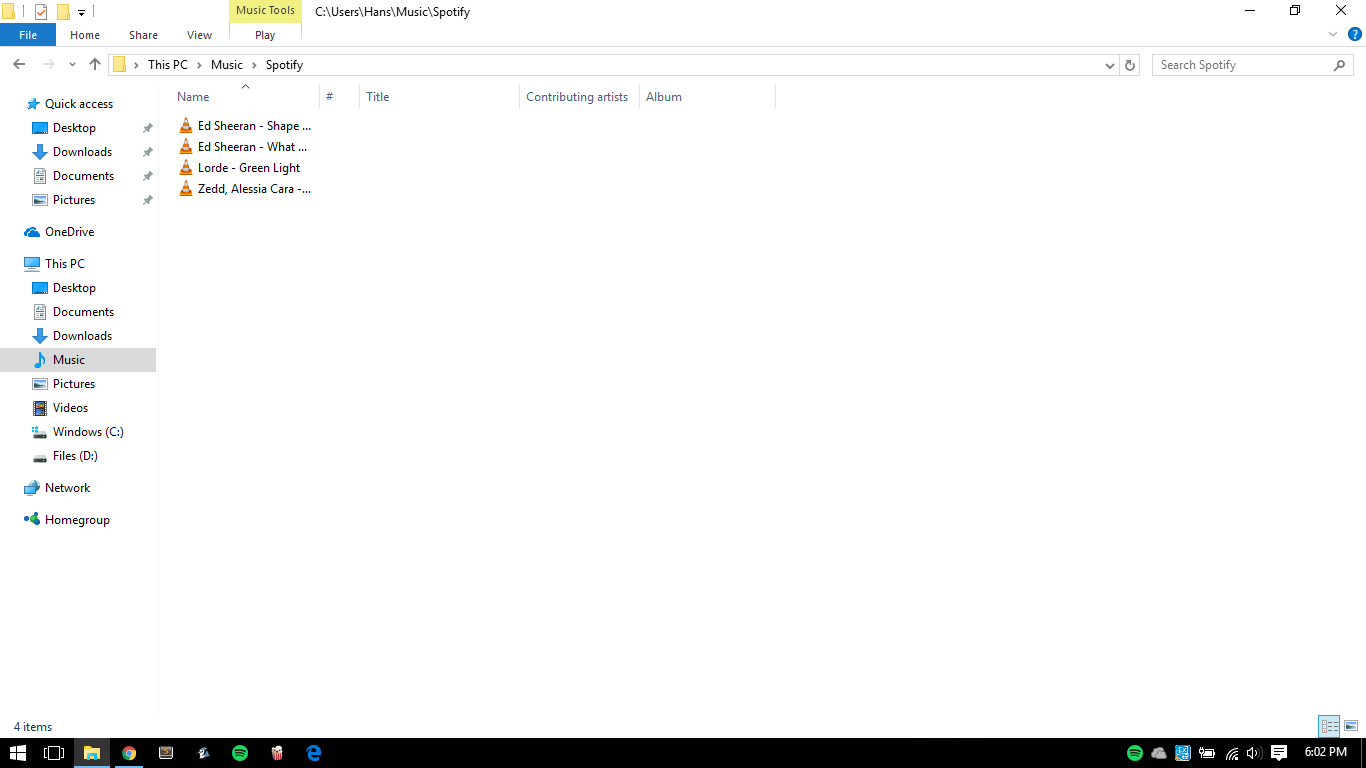 Music Tools C:\Users\Hans\Music\Spotify
File Home Share View Play
This PC Music Spotify Search Spotify
Name # Title Contributing artists Album
Ed Sheeran - Shape ...
Ed Sheeran - What ...
Lorde - Green Light
Zedd, Alessia Cara -...
Quick access
Desktop
Downloads
Documents
Pictures
OneDrive
This PC
Desktop
Documents
Downloads
Music
Pictures
Videos
Windows (C:)
Files (D:)
Network
Homegroup
4 items
6:02 PM